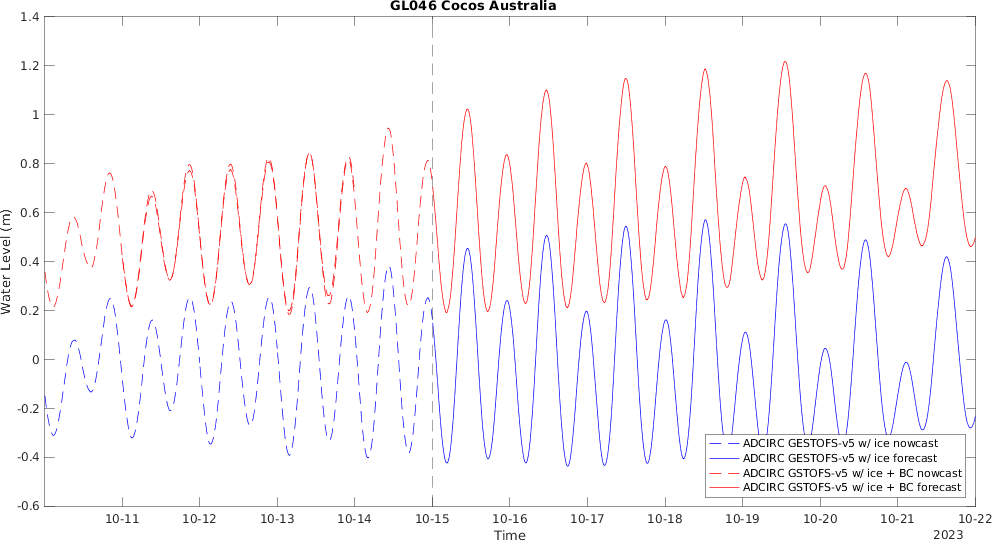 GL046 Cocos Australia
1.4
1.2
1
0.8
0.6
0.4
0.2
0
-0.2
-0.4
-0.6
Water Level (m)
ADCIRC GESTOFS-v5 w/ ice nowcast
ADCIRC GESTOFS-v5 w/ ice forecast
ADCIRC GSTOFS-v5 w/ ice + BC nowcast
ADCIRC GSTOFS-v5 w/ ice + BC forecast
10-11 10-12 10-13 10-14 10-15 10-16 10-17 10-18 10-19 10-20 10-21 10-22
Time
2023